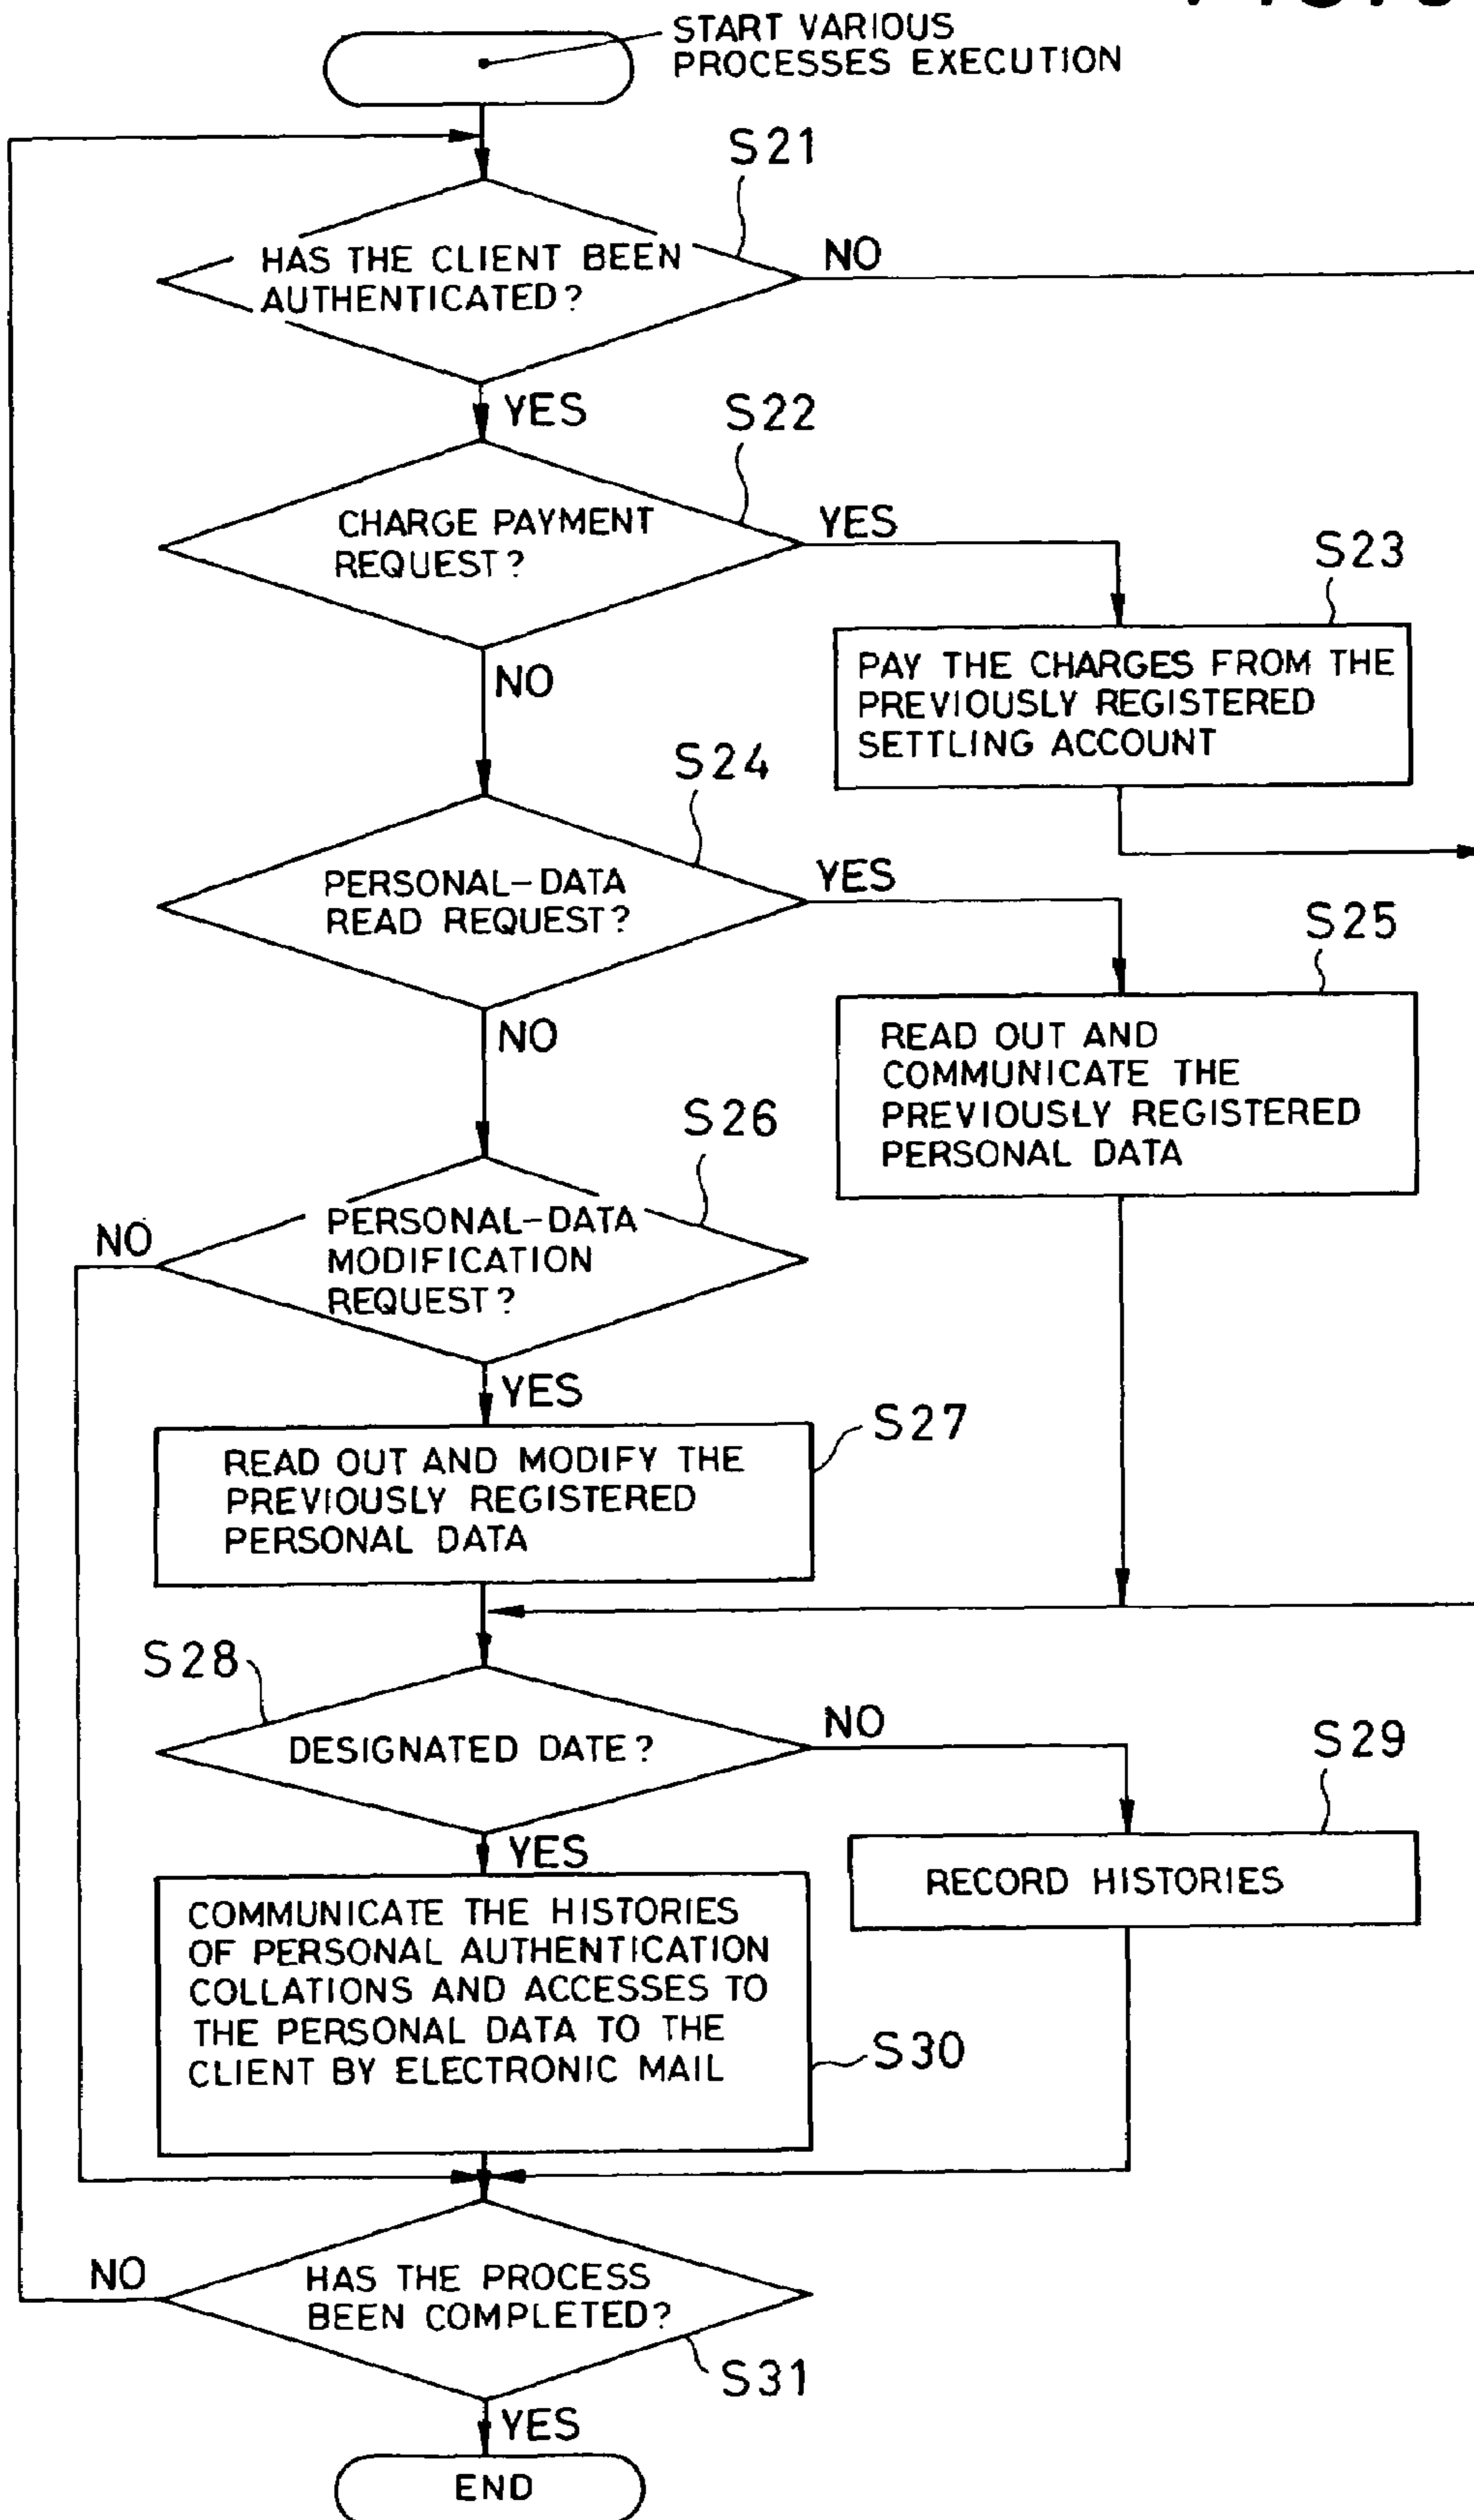 START VARIOUS
PROCESSES EXECUTION
S21
HAS THE CLIENT BEEN
AUTHENTICATED?
NO
YES
S22
CHARGE PAYMENT
REQUEST?
YES
S23
PAY THE CHARGES FROM THE
PREVIOUSLY REGISTERED
SETTLING ACCOUNT
NO
S24
PERSONAL-DATA
READ REQUEST?
YES
S25
READ OUT AND
COMMUNICATE THE
PREVIOUSLY REGISTERED
PERSONAL DATA
NO
S26
PERSONAL-DATA
MODIFICATION
REQUEST?
NO
YES
S27
READ OUT AND MODIFY THE
PREVIOUSLY REGISTERED
PERSONAL DATA
S28
DESIGNATED DATE?
NO
S29
RECORD HISTORIES
YES
COMMUNICATE THE HISTORIES
OF PERSONAL AUTHENTICATION
COLLATIONS AND ACCESSES TO
THE PERSONAL DATA TO THE
CLIENT BY ELECTRONIC MAIL
S30
NO
HAS THE PROCESS
BEEN COMPLETED?
S31
YES
END